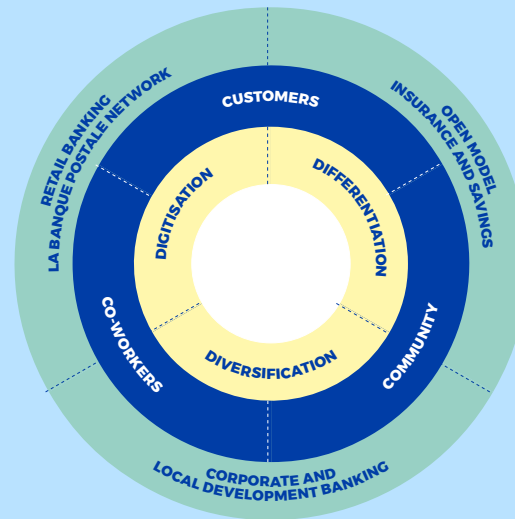 RETAIL BANKING
LA BANQUE POSTALE NETWORK
OPEN MODEL
INSURANCE AND SAVINGS
CORPORATE AND
LOCAL DEVELOPMENT BANKING
CUSTOMERS
CO-WORKERS
COMMUNITY
DIGITISATION
DIFFERENTIATION
DIVERSIFICATION